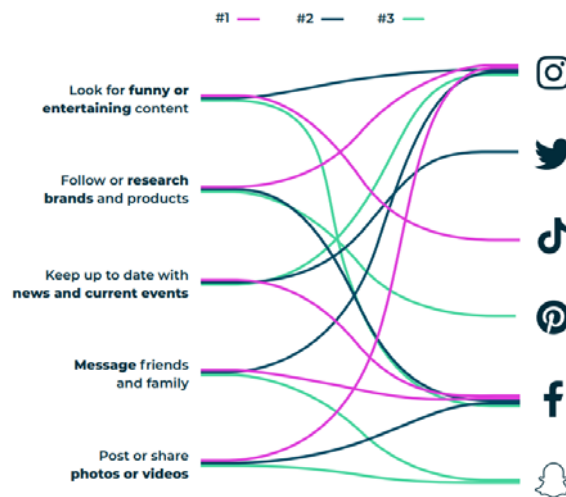 #1 #2 #3
Look for funny or
entertaining content
Follow or research
brands and products
Keep up to date with
news and current events
Message friends
and family
Post or share
photos or videos